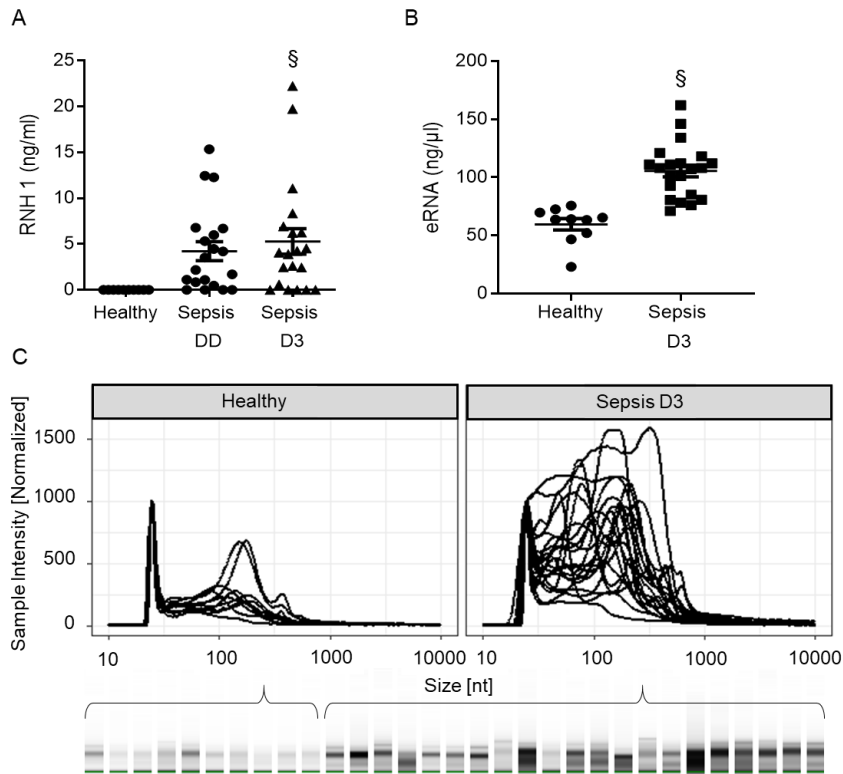 A
RNH 1 (ng/ml)
25
20
15
10
5
0
§
Healthy
Sepsis
DD
Sepsis
D3
B
eRNA (ng/µl)
200
150
100
50
0
§
Healthy
Sepsis
D3
C
Sample Intensity [Normalized]
Healthy
Sepsis D3
1500
1000
500
0
10 100 1000 10000
10 100 1000 10000
Size [nt]